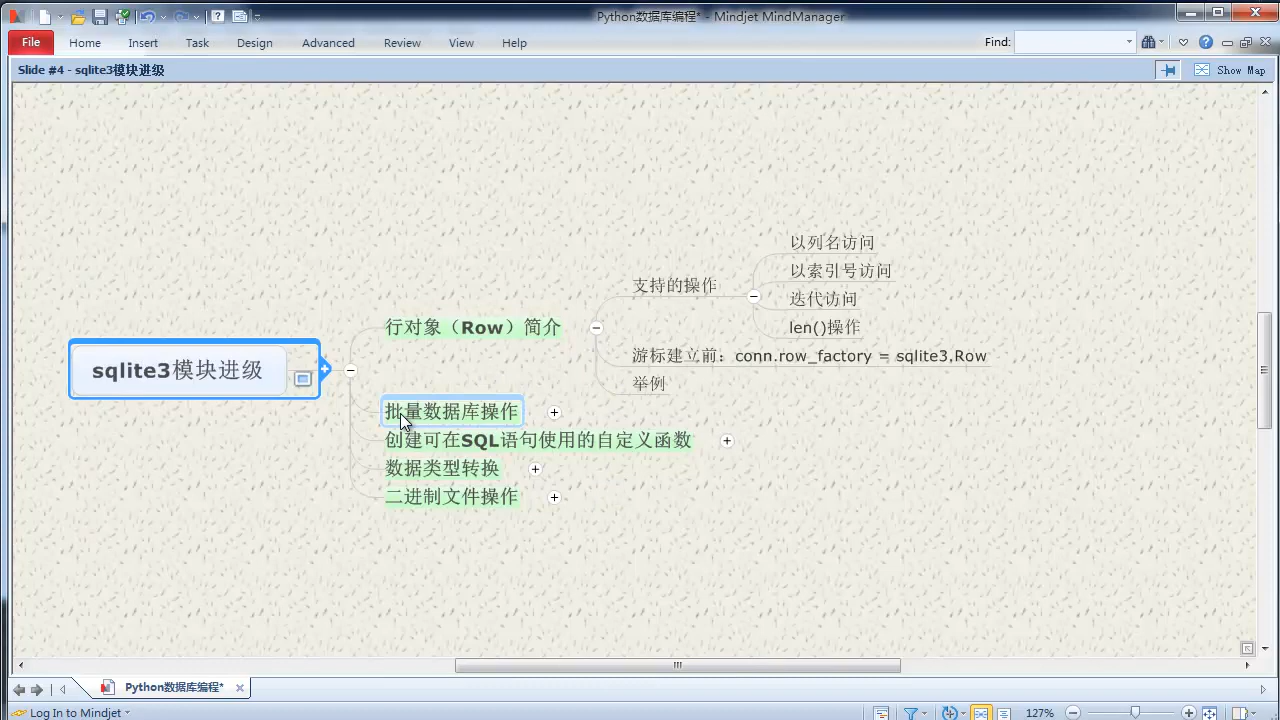 Python数据库编程* - Mindjet MindManager
File Home Insert Task Design Advanced Review View Help Find:
Slide #4 - sqlite3模块进级 Show Map
以列名访问
以索引号访问
支持的操作
迭代访问
len()操作
行对象（Row）简介
游标建立前：conn.row_factory = sqlite3.Row
sqlite3模块进级
举例
批量数据库操作
创建可在SQL语句使用的自定义函数
数据类型转换
二进制文件操作
Python数据库编程*
Log In to Mindjet 127%